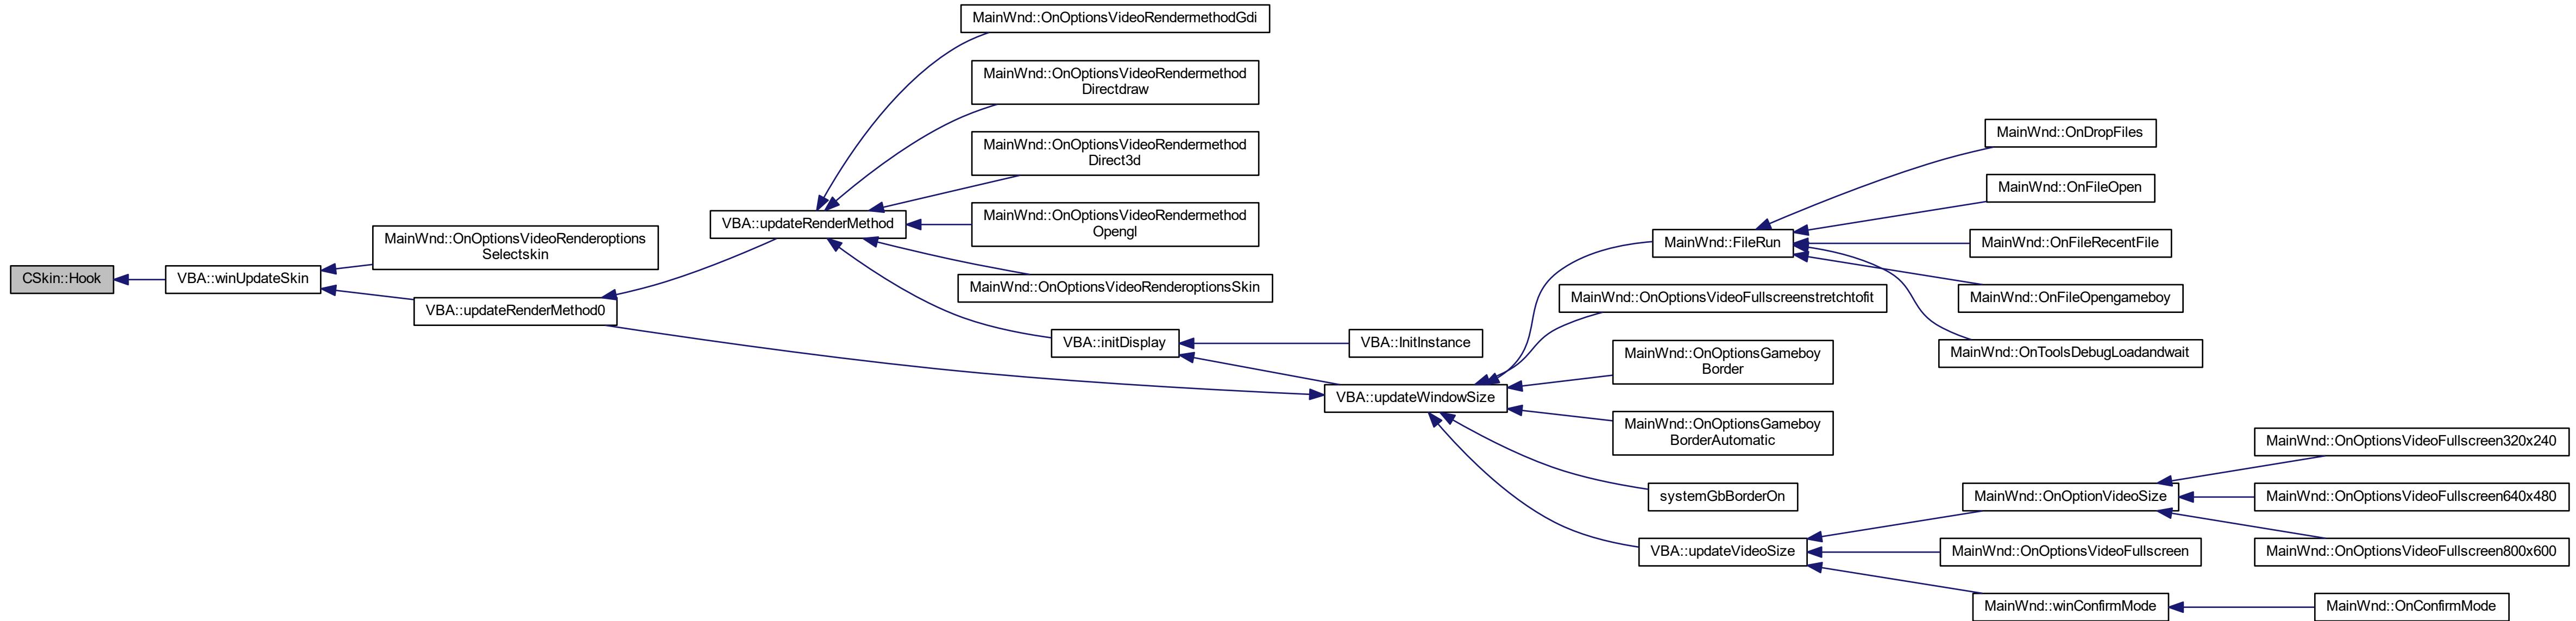 MainWnd::OnOptionsVideoRendermethodGdi
MainWnd::OnOptionsVideoRendermethod
Directdraw
MainWnd::OnOptionsVideoRendermethod
Direct3d
MainWnd::OnOptionsVideoRendermethod
Opengl
MainWnd::OnOptionsVideoRenderoptionsSkin
VBA::updateRenderMethod
MainWnd::OnOptionsVideoRenderoptions
Selectskin
CSkin::Hook
VBA::winUpdateSkin
VBA::updateRenderMethod0
VBA::initDisplay
VBA::InitInstance
VBA::updateWindowSize
MainWnd::FileRun
MainWnd::OnDropFiles
MainWnd::OnFileOpen
MainWnd::OnFileRecentFile
MainWnd::OnFileOpengameboy
MainWnd::OnToolsDebugLoadandwait
MainWnd::OnOptionsVideoFullscreenstretchtofit
MainWnd::OnOptionsGameboy
Border
MainWnd::OnOptionsGameboy
BorderAutomatic
systemGbBorderOn
VBA::updateVideoSize
MainWnd::OnOptionVideoSize
MainWnd::OnOptionsVideoFullscreen320x240
MainWnd::OnOptionsVideoFullscreen640x480
MainWnd::OnOptionsVideoFullscreen800x600
MainWnd::OnOptionsVideoFullscreen
MainWnd::winConfirmMode
MainWnd::OnConfirmMode